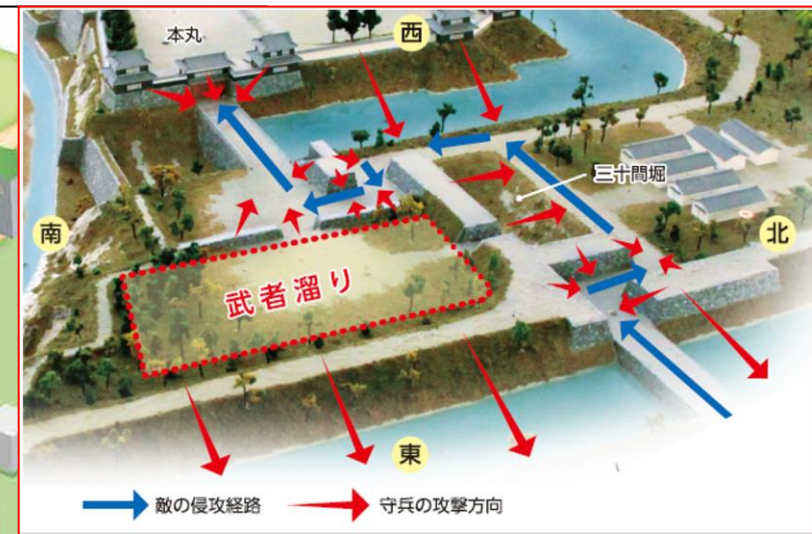 本丸
西
三十間堀
南
北
武者溜り
東
敵の侵攻経路
守兵の攻撃方向